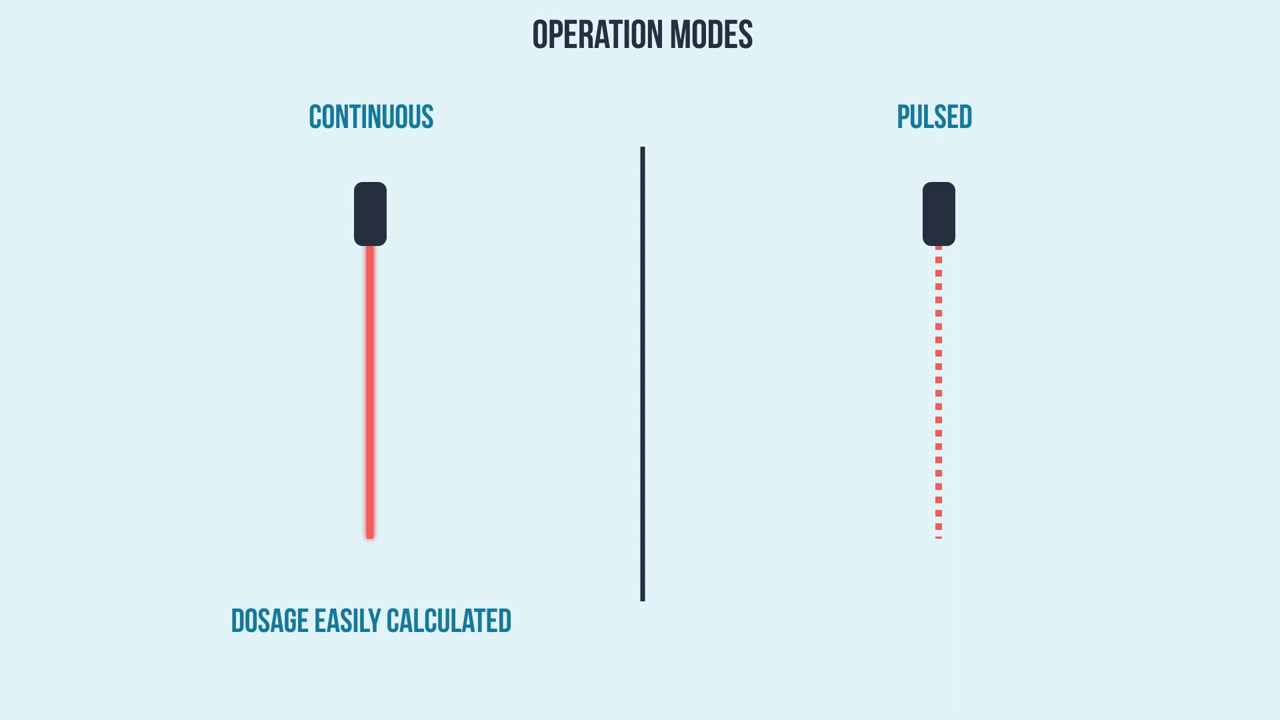 OPERATION MODES
CONTINUOUS
PULSED
DOSAGE EASILY CALCULATED